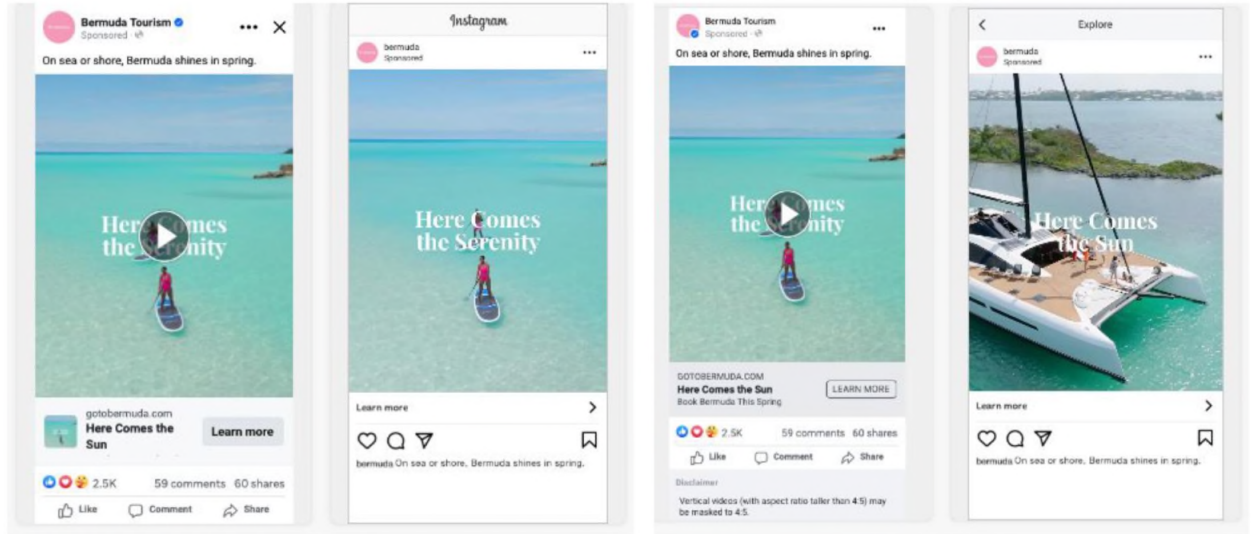 Bermuda Tourism
Sponsored
On sea or shore, Bermuda shines in spring.
Here Comes
the Serenity
gotobermuda.com
Here Comes the
Sun
Learn more
2.5K 59 comments 60 shares
Like Comment Share
Instagram
bermuda
Sponsored
Here Comes
the Serenity
Learn more
bermuda On sea or shore, Bermuda shines in spring.
Bermuda Tourism
Sponsored
On sea or shore, Bermuda shines in spring.
Here Comes
the Serenity
GOTOBERMUDA.COM
Here Comes the Sun
Book Bermuda This Spring
LEARN MORE
2.5K 59 comments 60 shares
Like Comment Share
Disclaimer
Vertical videos (with aspect ratio taller than 4:5) may
be masked to 4:5.
Explore
bermuda
Sponsored
Here Comes
the Sun
Learn more
bermuda On sea or shore, Bermuda shines in spring.